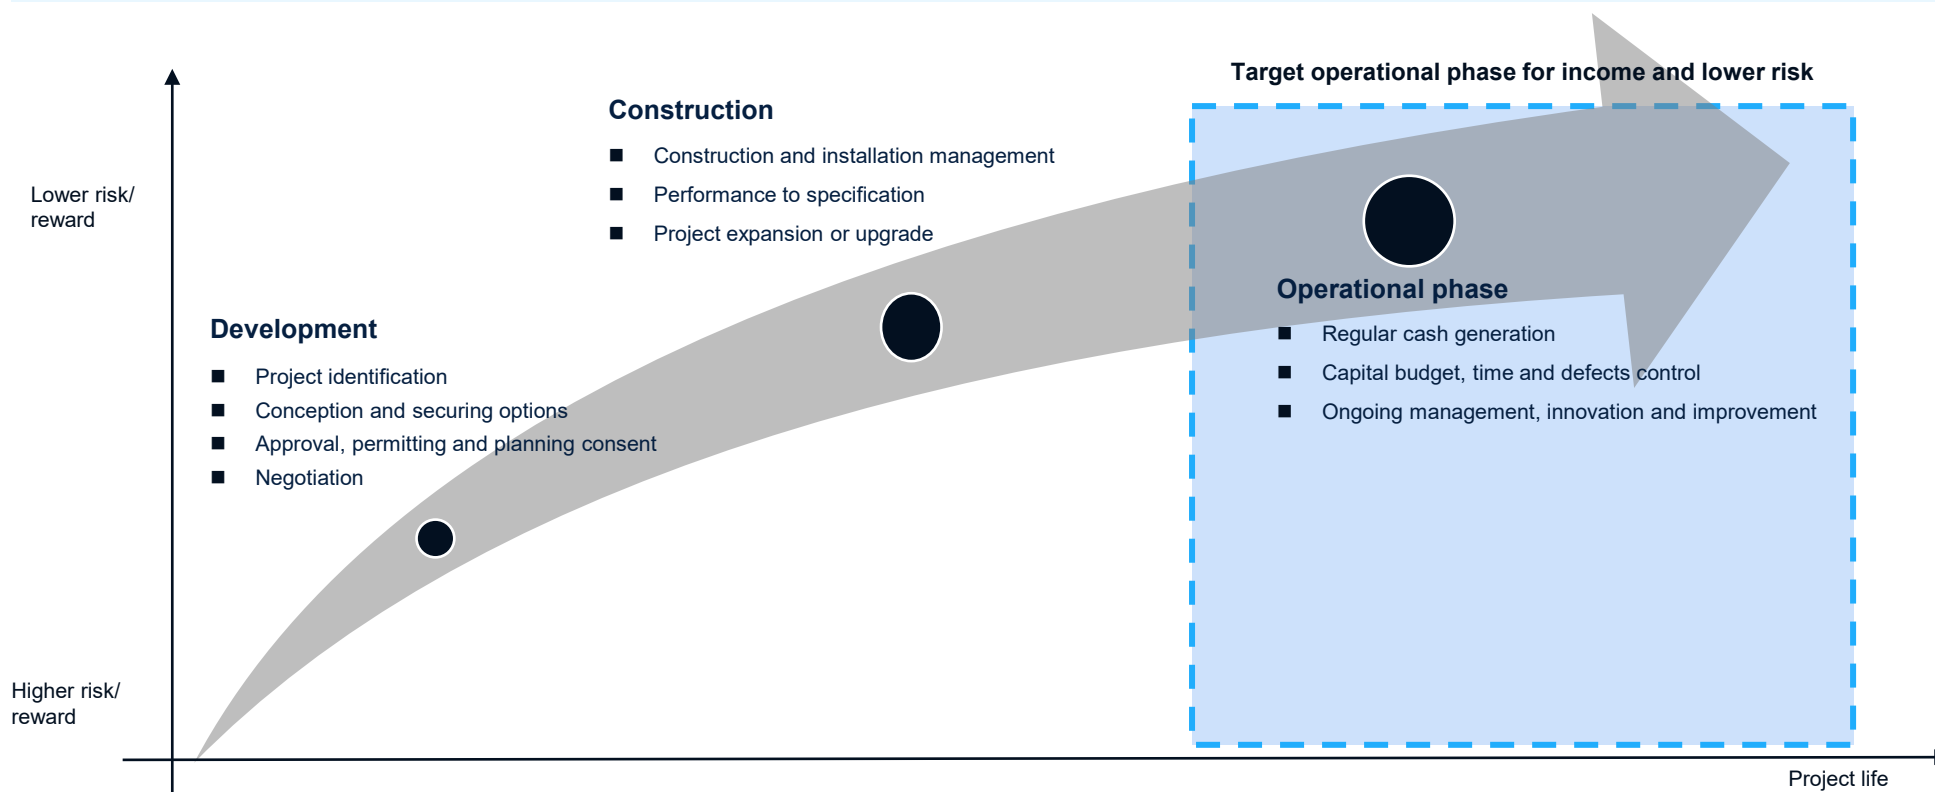 Target operational phase for income and lower risk
Construction
Construction and installation management
Performance to specification
Project expansion or upgrade
Lower risk/
reward
Operational phase
Regular cash generation
Capital budget, time and defects control
Ongoing management, innovation and improvement
Development
Project identification
Conception and securing options
Approval, permitting and planning consent
Negotiation
Higher risk/
reward
Project life